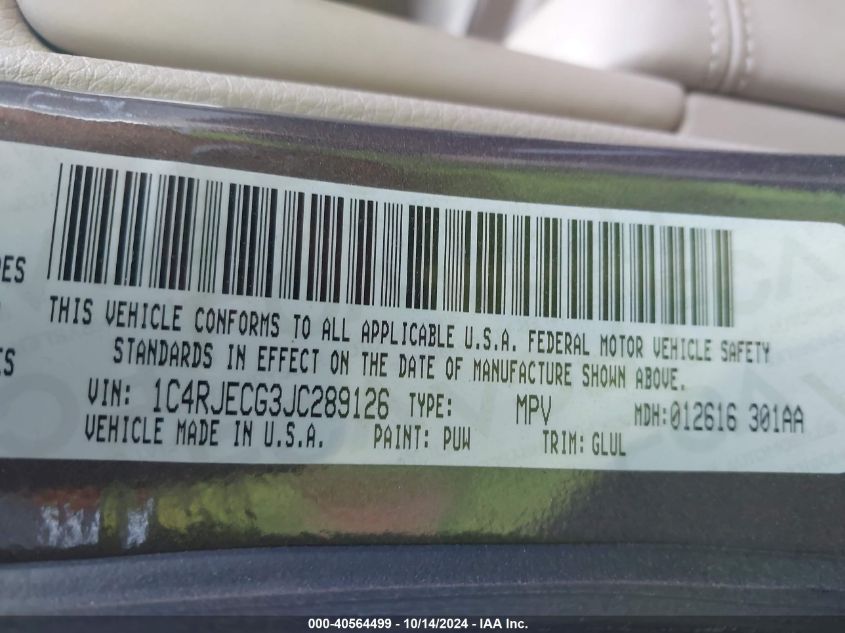 DES
THIS VEHICLE CONFORMS TO ALL APPLICABLE U.S.A. FEDERAL MOTOR VEHICLE SAFETY
STANDARDS IN EFFECT ON THE DATE OF MANUFACTURE SHOWN ABOVE.
ES
VIN: 1C4RJECG3JC289126 TYPE: MPV MDH:012616 301AA
VEHICLE MADE IN U.S.A. PAINT: PUW TRIM: GLUL
000-40564499 - 10/14/2024 - IAA Inc.